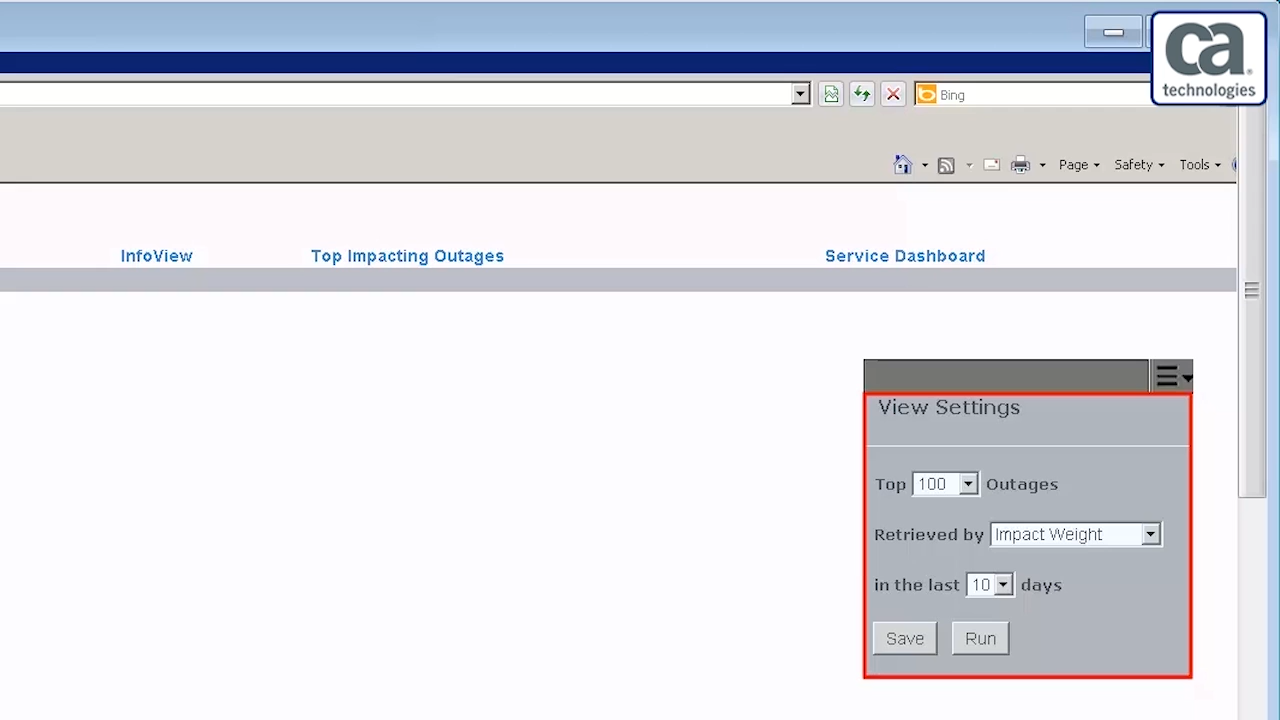 ca
technologies
Bing
Page Safety Tools
InfoView Top Impacting Outages Service Dashboard
View Settings
Top 100 Outages
Retrieved by Impact Weight
in the last 10 days
Save Run